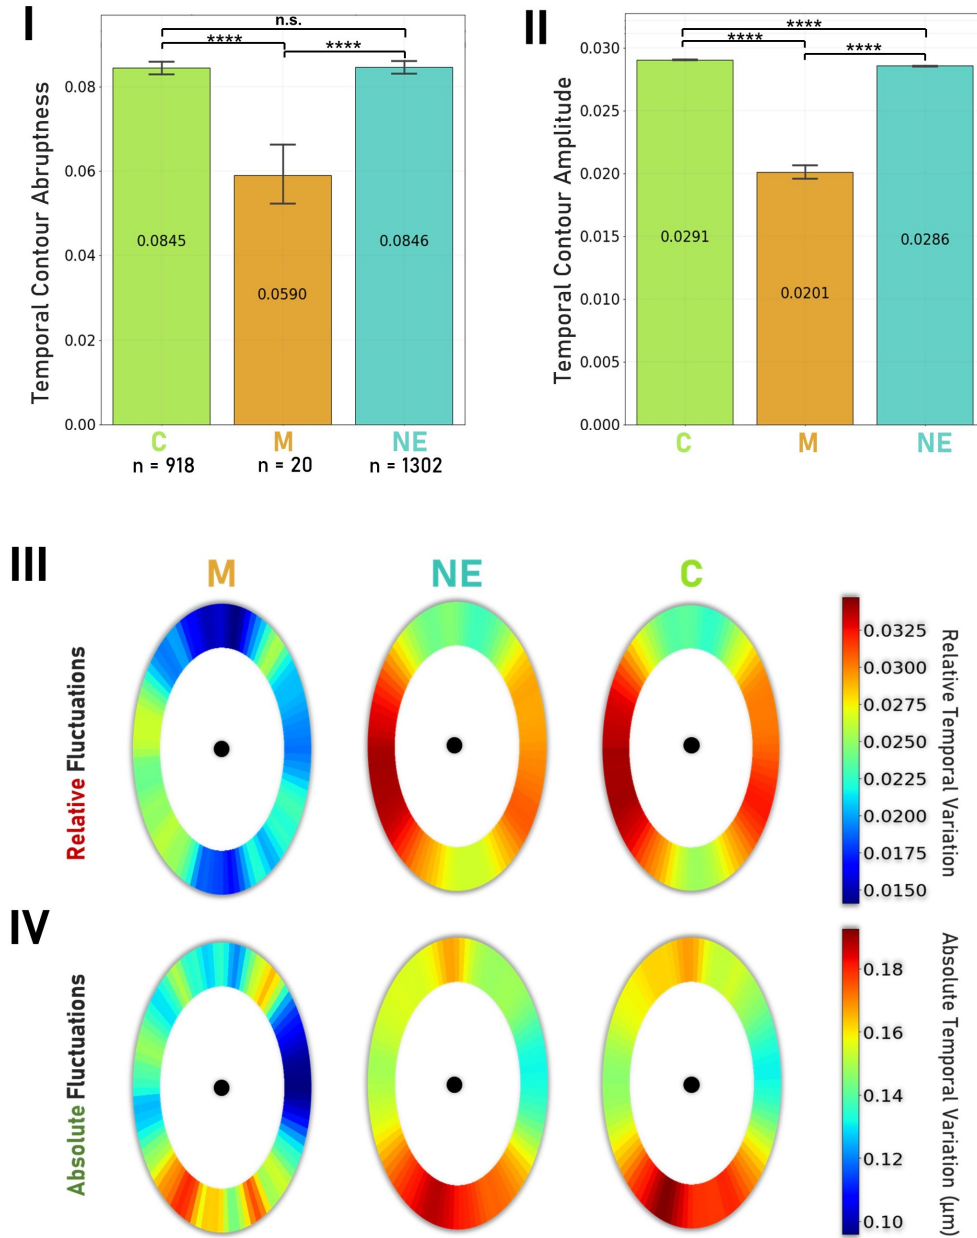 I
n.s.
****
****
Temporal Contour Abruptness
0.08
0.06
0.04
0.02
0.00
0.0845
0.0590
0.0846
C
M
NE
n = 918
n = 20
n = 1302
II
****
****
****
Temporal Contour Amplitude
0.030
0.025
0.020
0.015
0.010
0.005
0.000
0.0291
0.0201
0.0286
C
M
NE
III
M
NE
C
Relative Fluctuations
0.0325
0.0300
0.0275
0.0250
0.0225
0.0200
0.0175
0.0150
Relative Temporal Variation
IV
Absolute Fluctuations
0.18
0.16
0.14
0.12
0.10
Absolute Temporal Variation (μm)